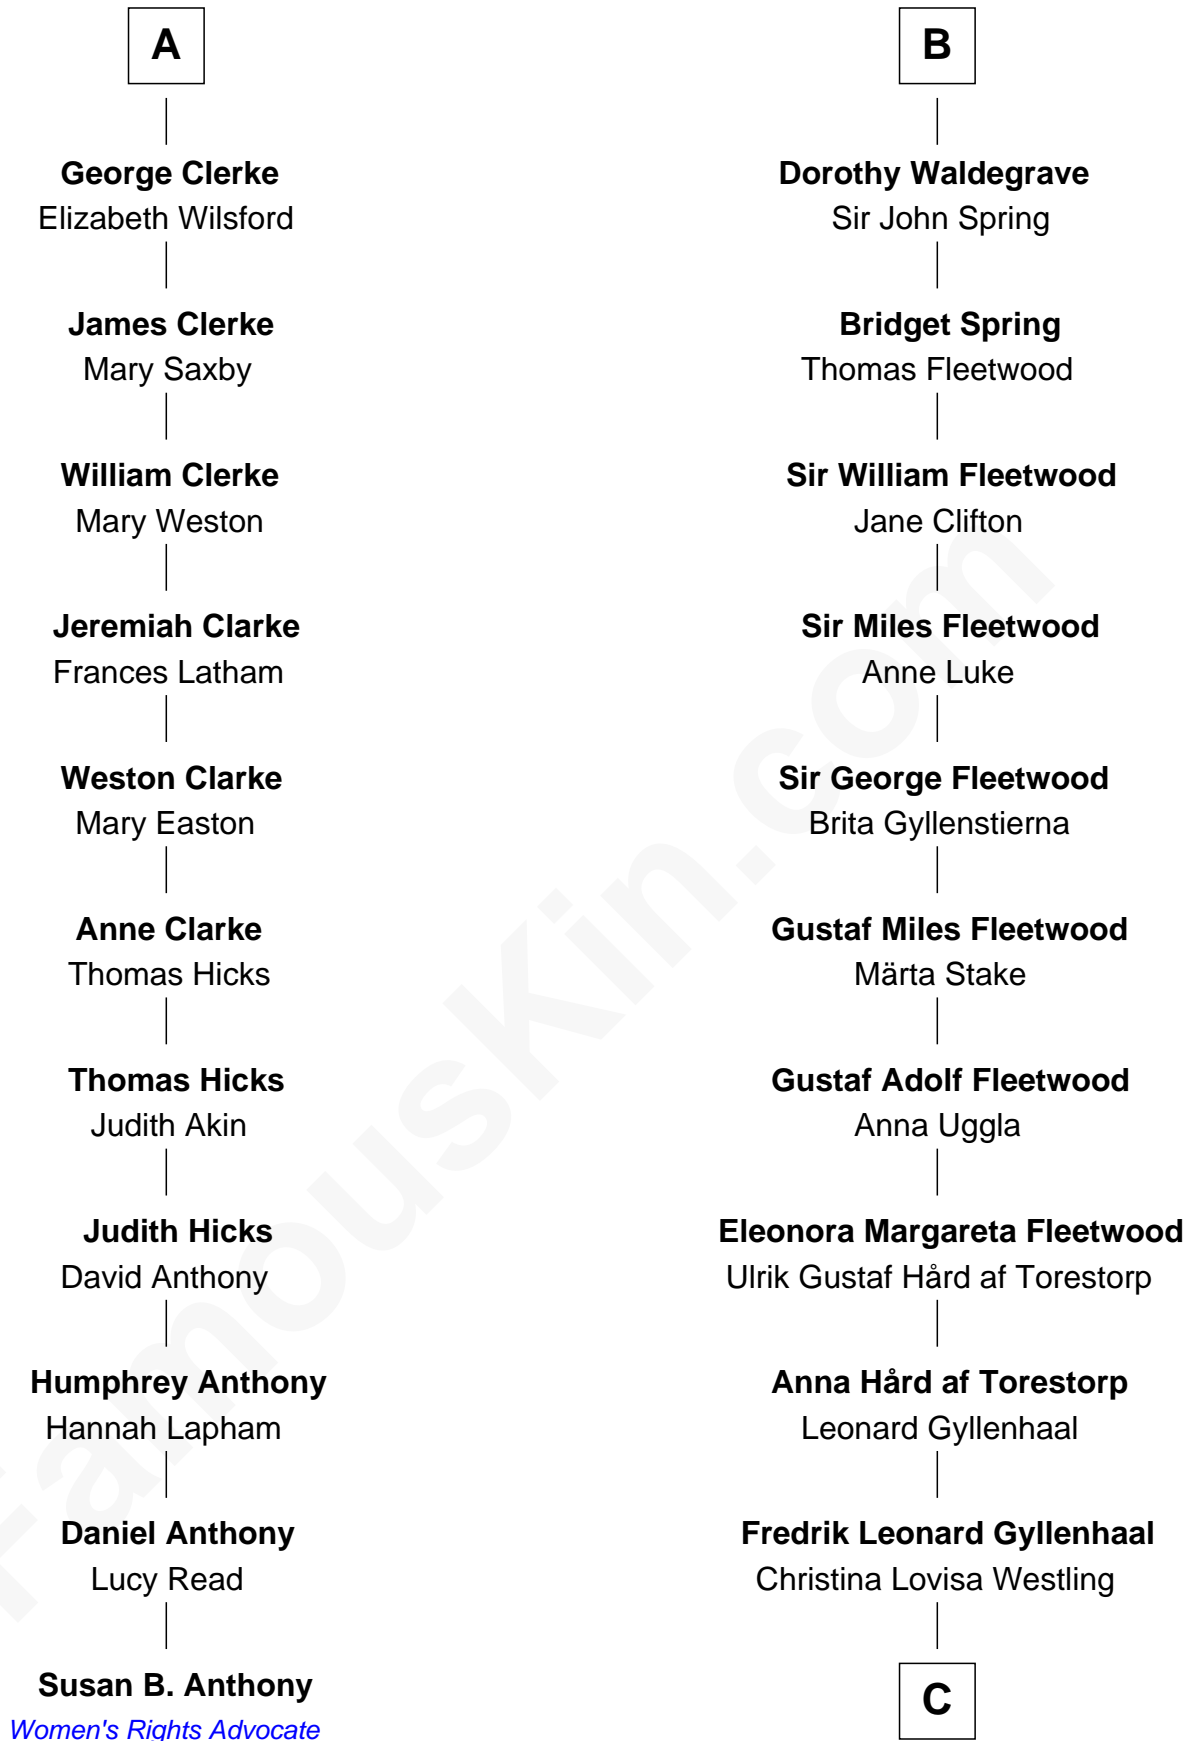 A
George Clerke
Elizabeth Wilsford
James Clerke
Mary Saxby
William Clerke
Mary Weston
Jeremiah Clarke
Frances Latham
Weston Clarke
Mary Easton
Anne Clarke
Thomas Hicks
Thomas Hicks
Judith Akin
Judith Hicks
David Anthony
Humphrey Anthony
Hannah Lapham
Daniel Anthony
Lucy Read
Susan B. Anthony
Women's Rights Advocate
B
Dorothy Waldegrave
Sir John Spring
Bridget Spring
Thomas Fleetwood
Sir William Fleetwood
Jane Clifton
Sir Miles Fleetwood
Anne Luke
Sir George Fleetwood
Brita Gyllenstierna
Gustaf Miles Fleetwood
Märta Stake
Gustaf Adolf Fleetwood
Anna Uggla
Eleonora Margareta Fleetwood
Ulrik Gustaf Hård af Torestorp
Anna Hård af Torestorp
Leonard Gyllenhaal
Fredrik Leonard Gyllenhaal
Christina Lovisa Westling
C
FamousKin.com